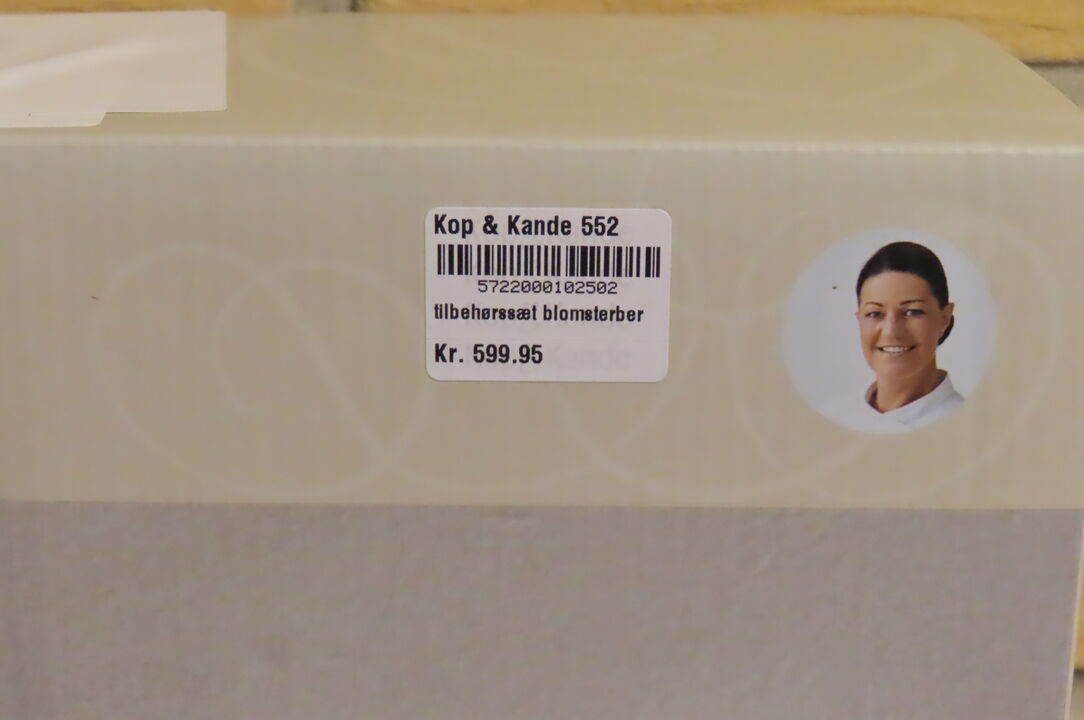 Kop & Kande 552
5722000102502
tilbehørssæt blomsterber
Kr. 599.95